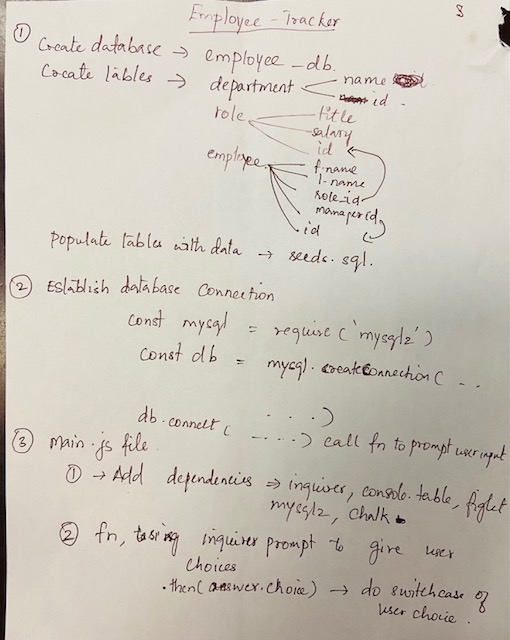 Employee - Tracker
① Create database → employee_db.
Create tables → department name
id.
role title
salary
id
employee. f-name
l-name
role_id
manager id
id
Populate tables with data → seeds.sql.
② Establish database connection
const mysql = require('mysql2')
const db = mysql.createConnection( ...
db.connect( ....)
....) call fn to prompt user input
③ Main.js file
① → Add dependencies ⇒ inquirer, console.table, figlet
mysql2, chalk
② fn, using inquirer prompt to give user
choices
.then(answer.choice) → do switchcase of
user choice.